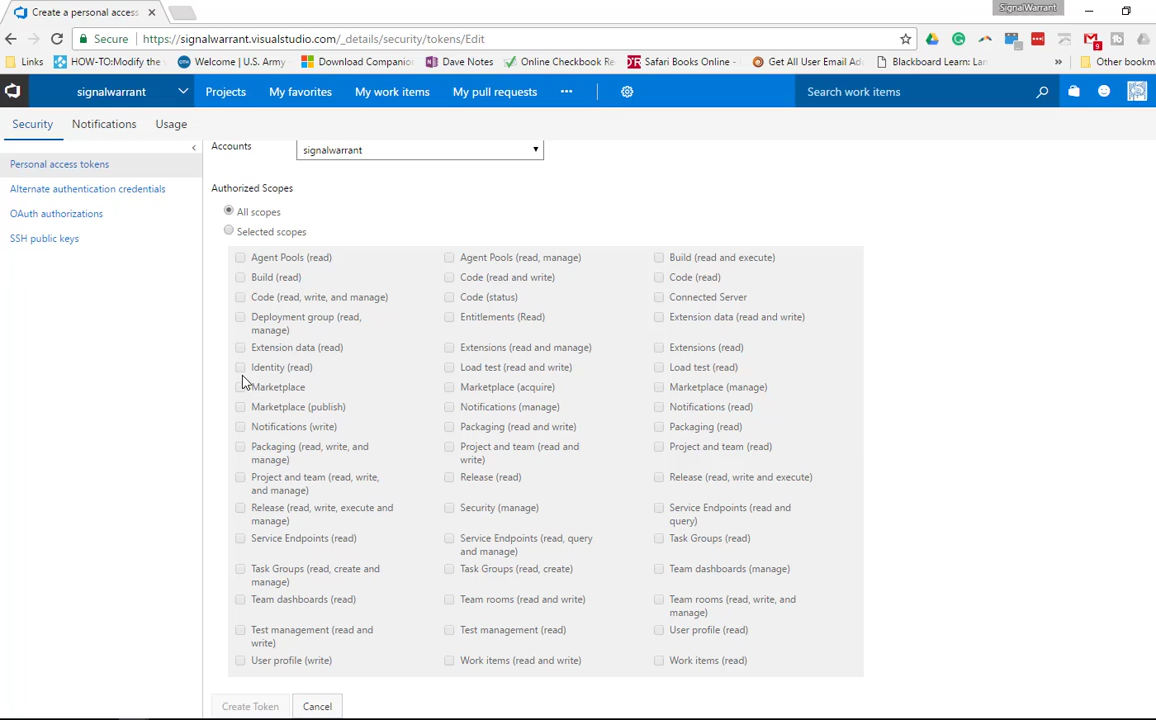 Create a personal access
SignalWarrant
Secure
https://signalwarrant.visualstudio.com/_details/security/tokens/Edit
9
Links
HOW-TO:Modify the
Welcome | U.S. Army
Download Companio
Dave Notes
Online Checkbook Re
Safari Books Online -
Get All User Email Ad
Blackboard Learn: La
»
Other bookm
signalwarrant
Projects
My favorites
My work items
My pull requests
Search work items
Security
Notifications
Usage
Personal access tokens
Alternate authentication credentials
OAuth authorizations
SSH public keys
Accounts
signalwarrant
Authorized Scopes
All scopes
Selected scopes
Agent Pools (read)
Agent Pools (read, manage)
Build (read and execute)
Build (read)
Code (read and write)
Code (read)
Code (read, write, and manage)
Code (status)
Connected Server
Deployment group (read,
manage)
Entitlements (Read)
Extension data (read and write)
Extension data (read)
Extensions (read and manage)
Extensions (read)
Identity (read)
Load test (read and write)
Load test (read)
Marketplace
Marketplace (acquire)
Marketplace (manage)
Marketplace (publish)
Notifications (manage)
Notifications (read)
Notifications (write)
Packaging (read and write)
Packaging (read)
Packaging (read, write, and
manage)
Project and team (read and
write)
Project and team (read)
Project and team (read, write,
and manage)
Release (read)
Release (read, write and execute)
Release (read, write, execute and
manage)
Security (manage)
Service Endpoints (read and
query)
Service Endpoints (read)
Service Endpoints (read, query
and manage)
Task Groups (read)
Task Groups (read, create and
manage)
Task Groups (read, create)
Team dashboards (manage)
Team dashboards (read)
Team rooms (read and write)
Team rooms (read, write, and
manage)
Test management (read and
write)
Test management (read)
User profile (read)
User profile (write)
Work items (read and write)
Work items (read)
Create Token
Cancel